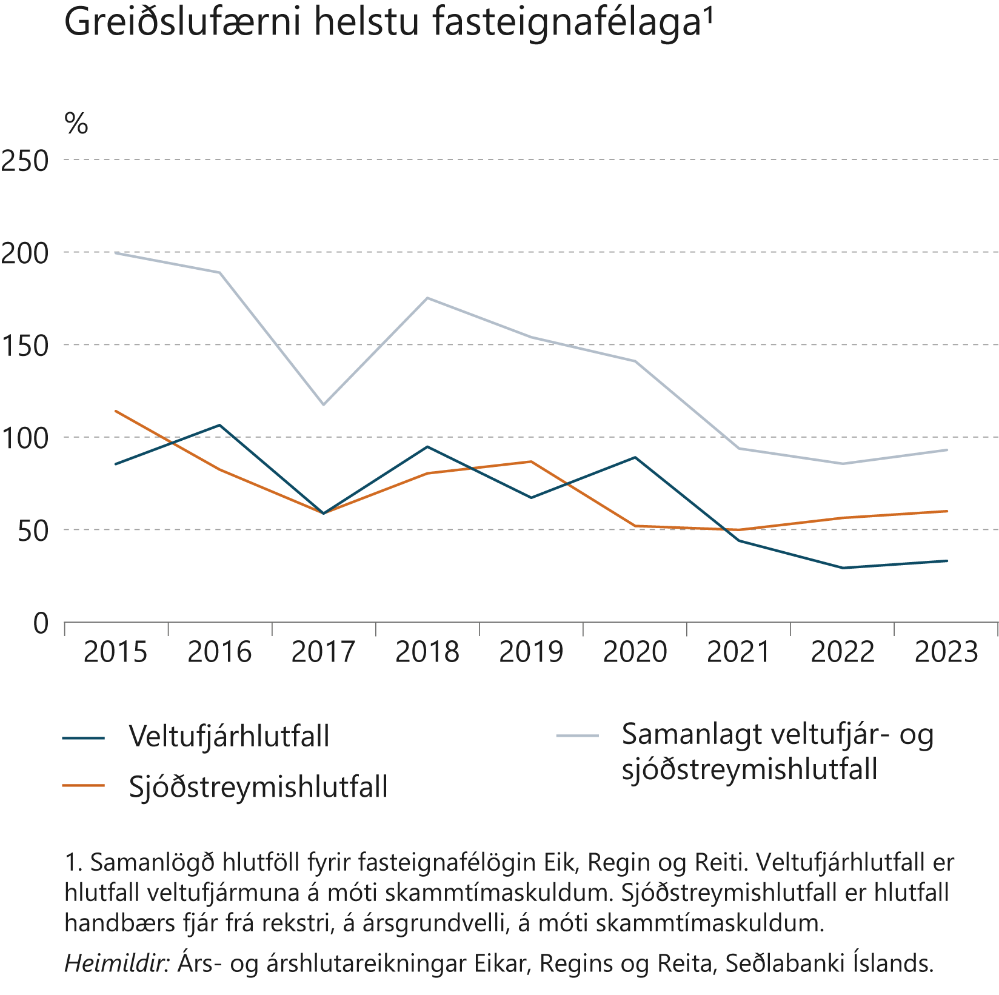 Greiðslufærni helstu fasteignafélaga¹
%
250
200
150
100
50
0
2015 2016 2017 2018 2019 2020 2021 2022 2023
Veltufjárhlutfall
Sjóðstreymishlutfall
Samanlagt veltufjár- og
sjóðstreymishlutfall
1. Samanlögð hlutföll fyrir fasteignafélögin Eik, Regin og Reiti. Veltufjárhlutfall er
hlutfall veltufjármuna á móti skammtímaskuldum. Sjóðstreymishlutfall er hlutfall
handbærs fjár frá rekstri, á ársgrundvelli, á móti skammtímaskuldum.
Heimildir: Árs- og árshlutareikningar Eikar, Regins og Reita, Seðlabanki Íslands.